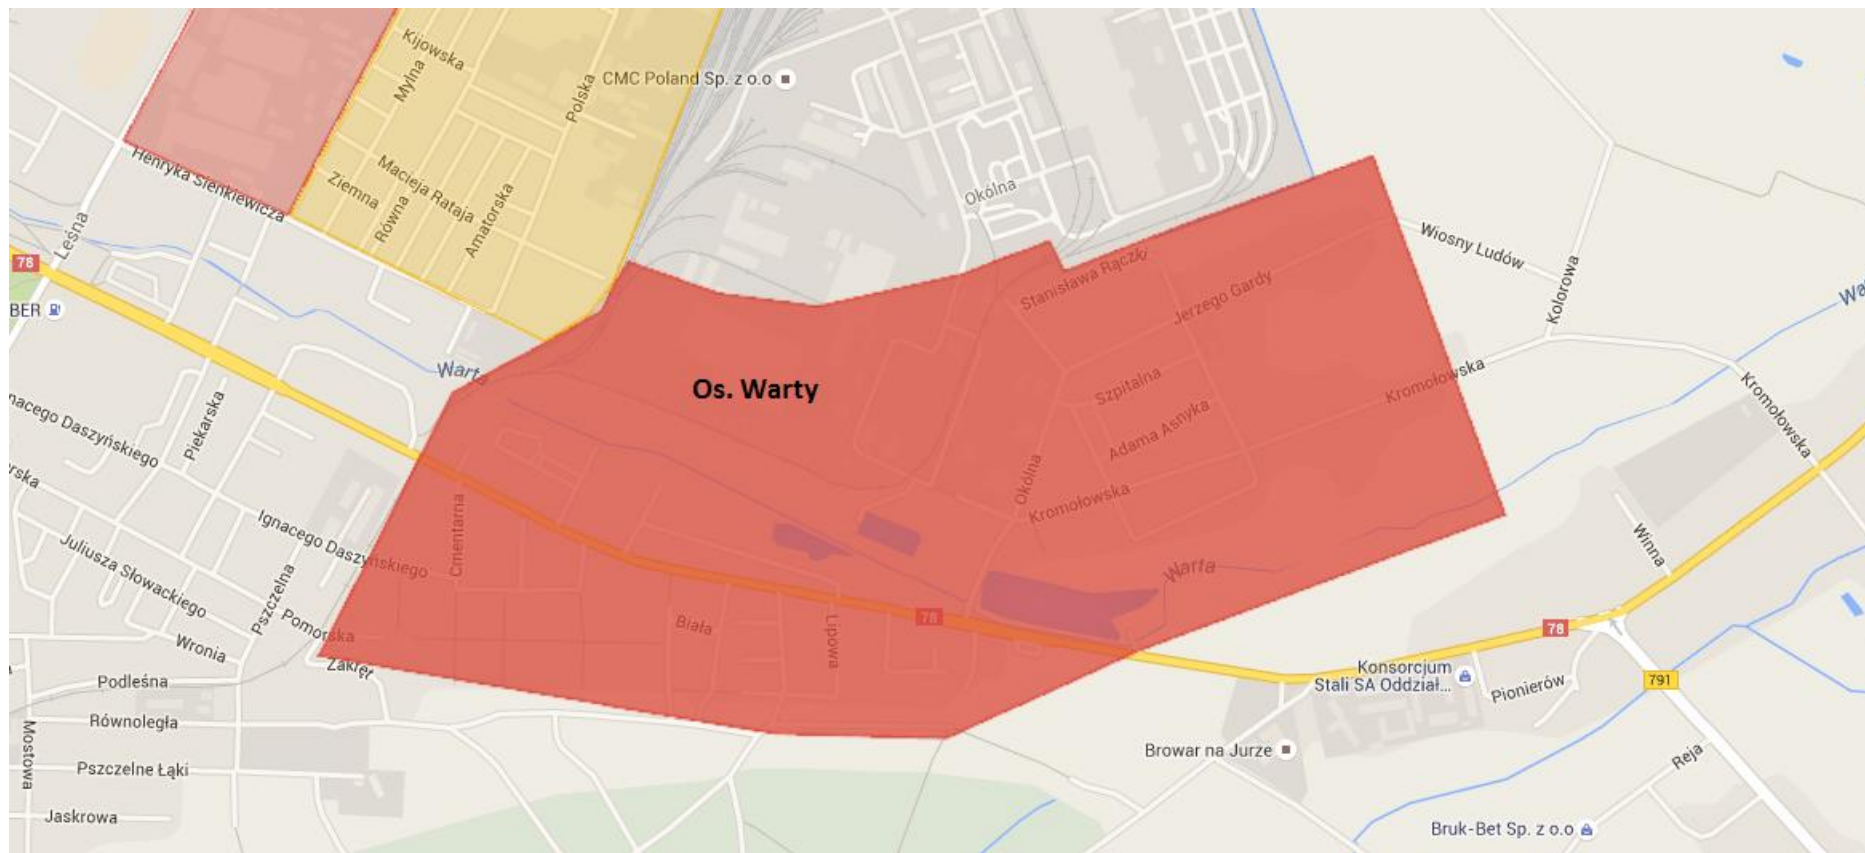 Kijowska
Mylna
Polska
CMC Poland Sp. z o.o
Henryka Sienkiewicza
Ziemna
Macieja Rataja
Równa
Amatorska
Okólna
Leśna
78
BER
Warta
Wiosny Ludów
Kolorowa
Stanisława Rączki
Jerzego Gardy
Os. Warty
Szpitalna
Adama Asnyka
Kromołowska
Kromołowska
Kromołowska
Okólna
Piekarska
Ignacego Daszyńskiego
Juliusza Słowackiego
Pszczelna
Cmentarna
Pomorska
Wronia
Zakręt
Biała
Lipowa
78
Warta
Winna
78
791
Podleśna
Równoległa
Mostowa
Pszczelne Łąki
Jaskrowa
Konsorcjum
Stali SA Oddział...
Pionierów
Browar na Jurze
Reja
Bruk-Bet Sp. z o.o